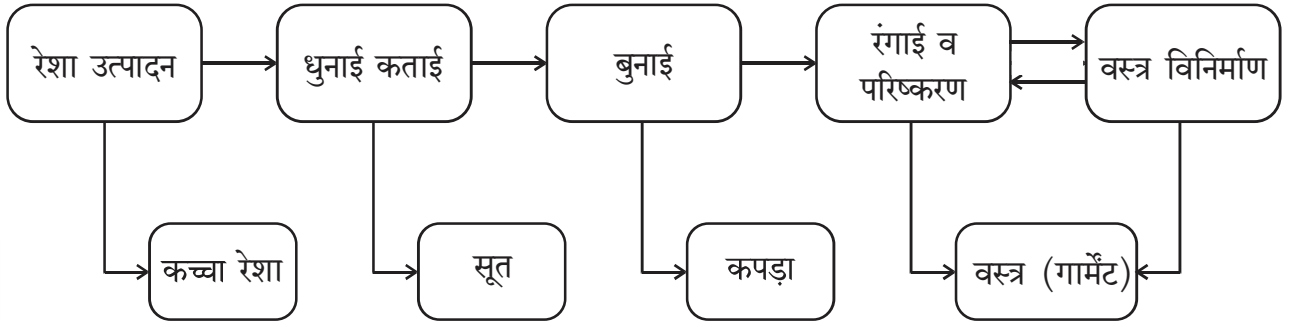 रेशा उत्पादन
धुनाई कताई
बुनाई
रंगाई व
परिष्करण
वस्त्र विनिर्माण
कच्चा रेशा
सूत
कपड़ा
वस्त्र (गार्मेंट)